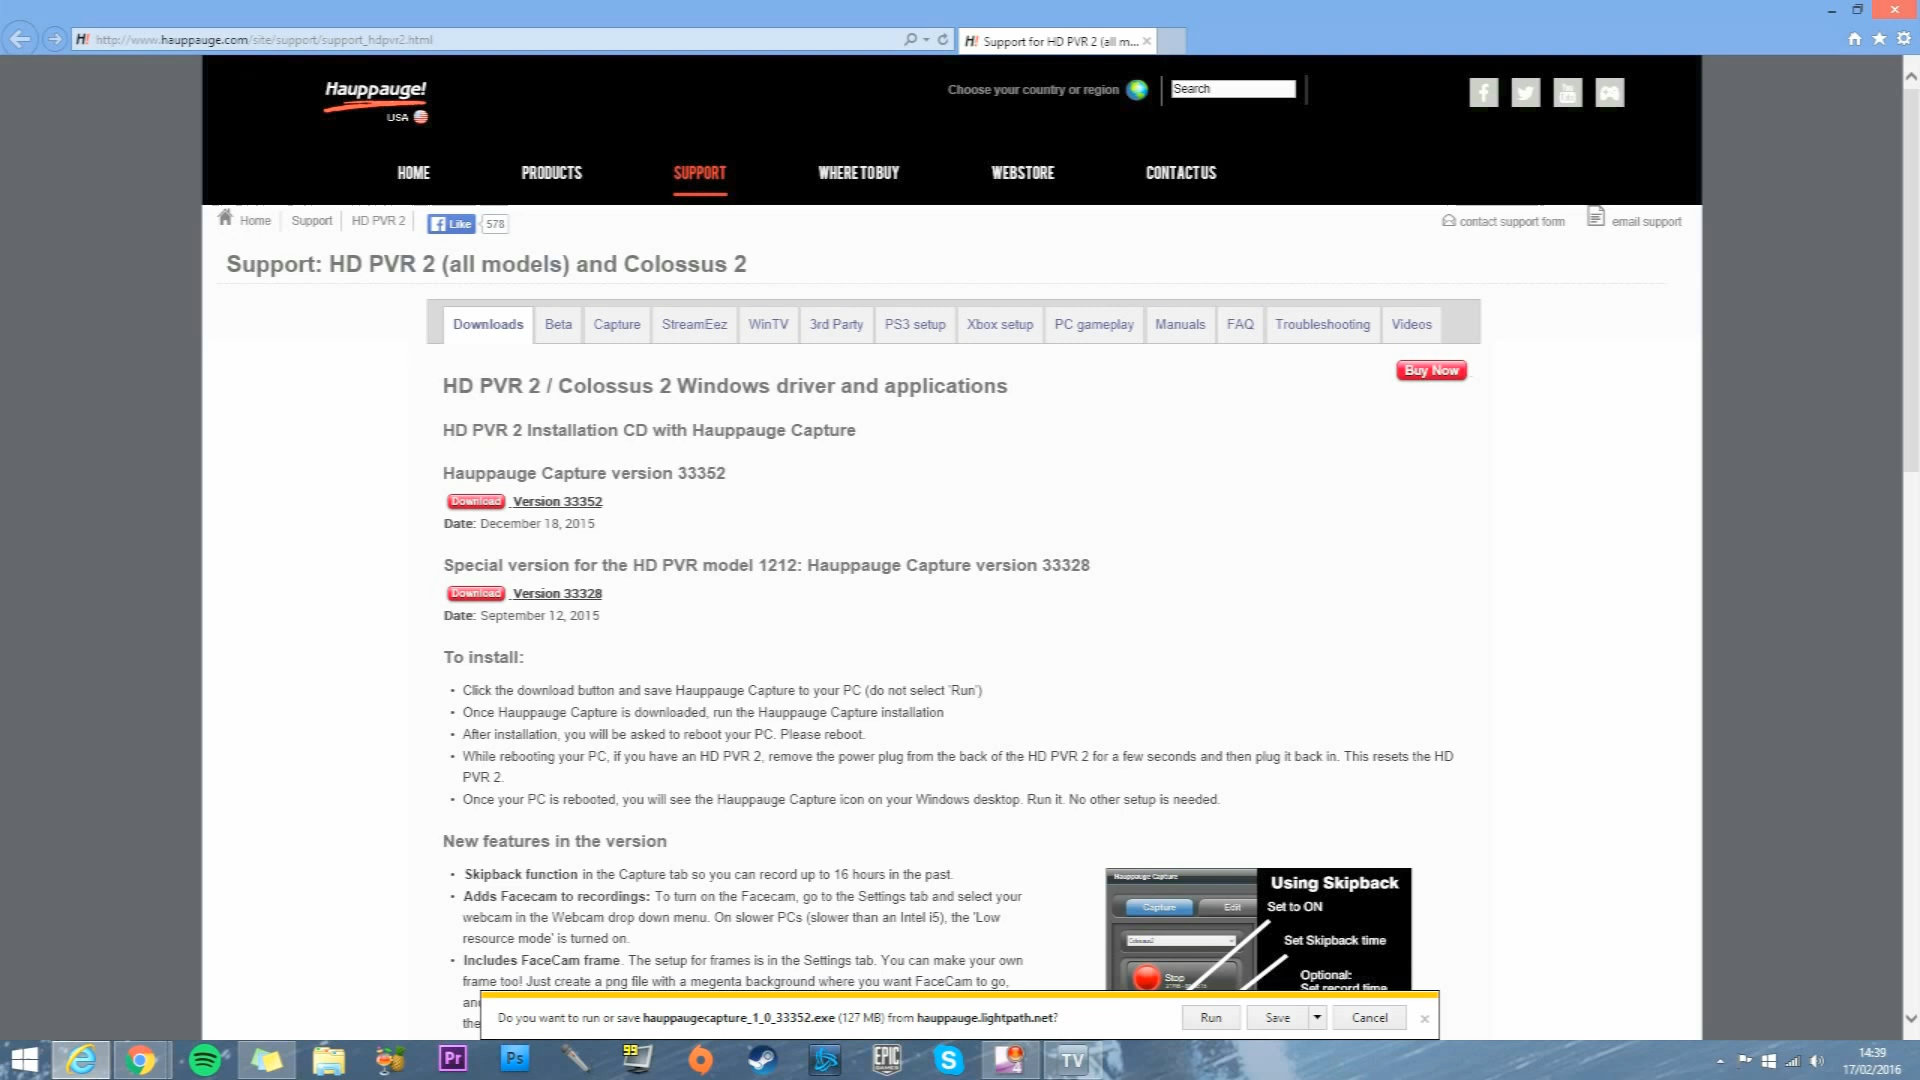 http://www.hauppauge.com/site/support/support_hdpvr2.html
Support for HD PVR 2 (all m...
Hauppauge!
USA
Choose your country or region
Search
HOME
PRODUCTS
SUPPORT
WHERE TO BUY
WEBSTORE
CONTACT US
Home
Support
HD PVR 2
Like
578
contact support form
email support
Support: HD PVR 2 (all models) and Colossus 2
Downloads
Beta
Capture
StreamEez
WinTV
3rd Party
PS3 setup
Xbox setup
PC gameplay
Manuals
FAQ
Troubleshooting
Videos
Buy Now
HD PVR 2 / Colossus 2 Windows driver and applications
HD PVR 2 Installation CD with Hauppauge Capture
Hauppauge Capture version 33352
Download Version 33352
Date: December 18, 2015
Special version for the HD PVR model 1212: Hauppauge Capture version 33328
Download Version 33328
Date: September 12, 2015
To install:
• Click the download button and save Hauppauge Capture to your PC (do not select 'Run')
• Once Hauppauge Capture is downloaded, run the Hauppauge Capture installation
• After installation, you will be asked to reboot your PC. Please reboot.
• While rebooting your PC, if you have an HD PVR 2, remove the power plug from the back of the HD PVR 2 for a few seconds and then plug it back in. This resets the HD
PVR 2.
• Once your PC is rebooted, you will see the Hauppauge Capture icon on your Windows desktop. Run it. No other setup is needed.
New features in the version
• Skipback function in the Capture tab so you can record up to 16 hours in the past.
• Adds Facecam to recordings: To turn on the Facecam, go to the Settings tab and select your
webcam in the Webcam drop down menu. On slower PCs (slower than an Intel i5), the 'Low
resource mode' is turned on.
• Includes FaceCam frame. The setup for frames is in the Settings tab. You can make your own
frame too! Just create a png file with a megenta background where you want FaceCam to go,
the
Hauppauge Capture
Capture
Edit
Colossus2
Stop
Using Skipback
Set to ON
Set Skipback time
Optional:
Set record time
Do you want to run or save hauppaugecapture_1_0_33352.exe (127 MB) from hauppauge.lightpath.net?
Run
Save
Cancel
Pr
Ps
99
EPIC
GAMES
S
4
TV
14:39
17/02/2016